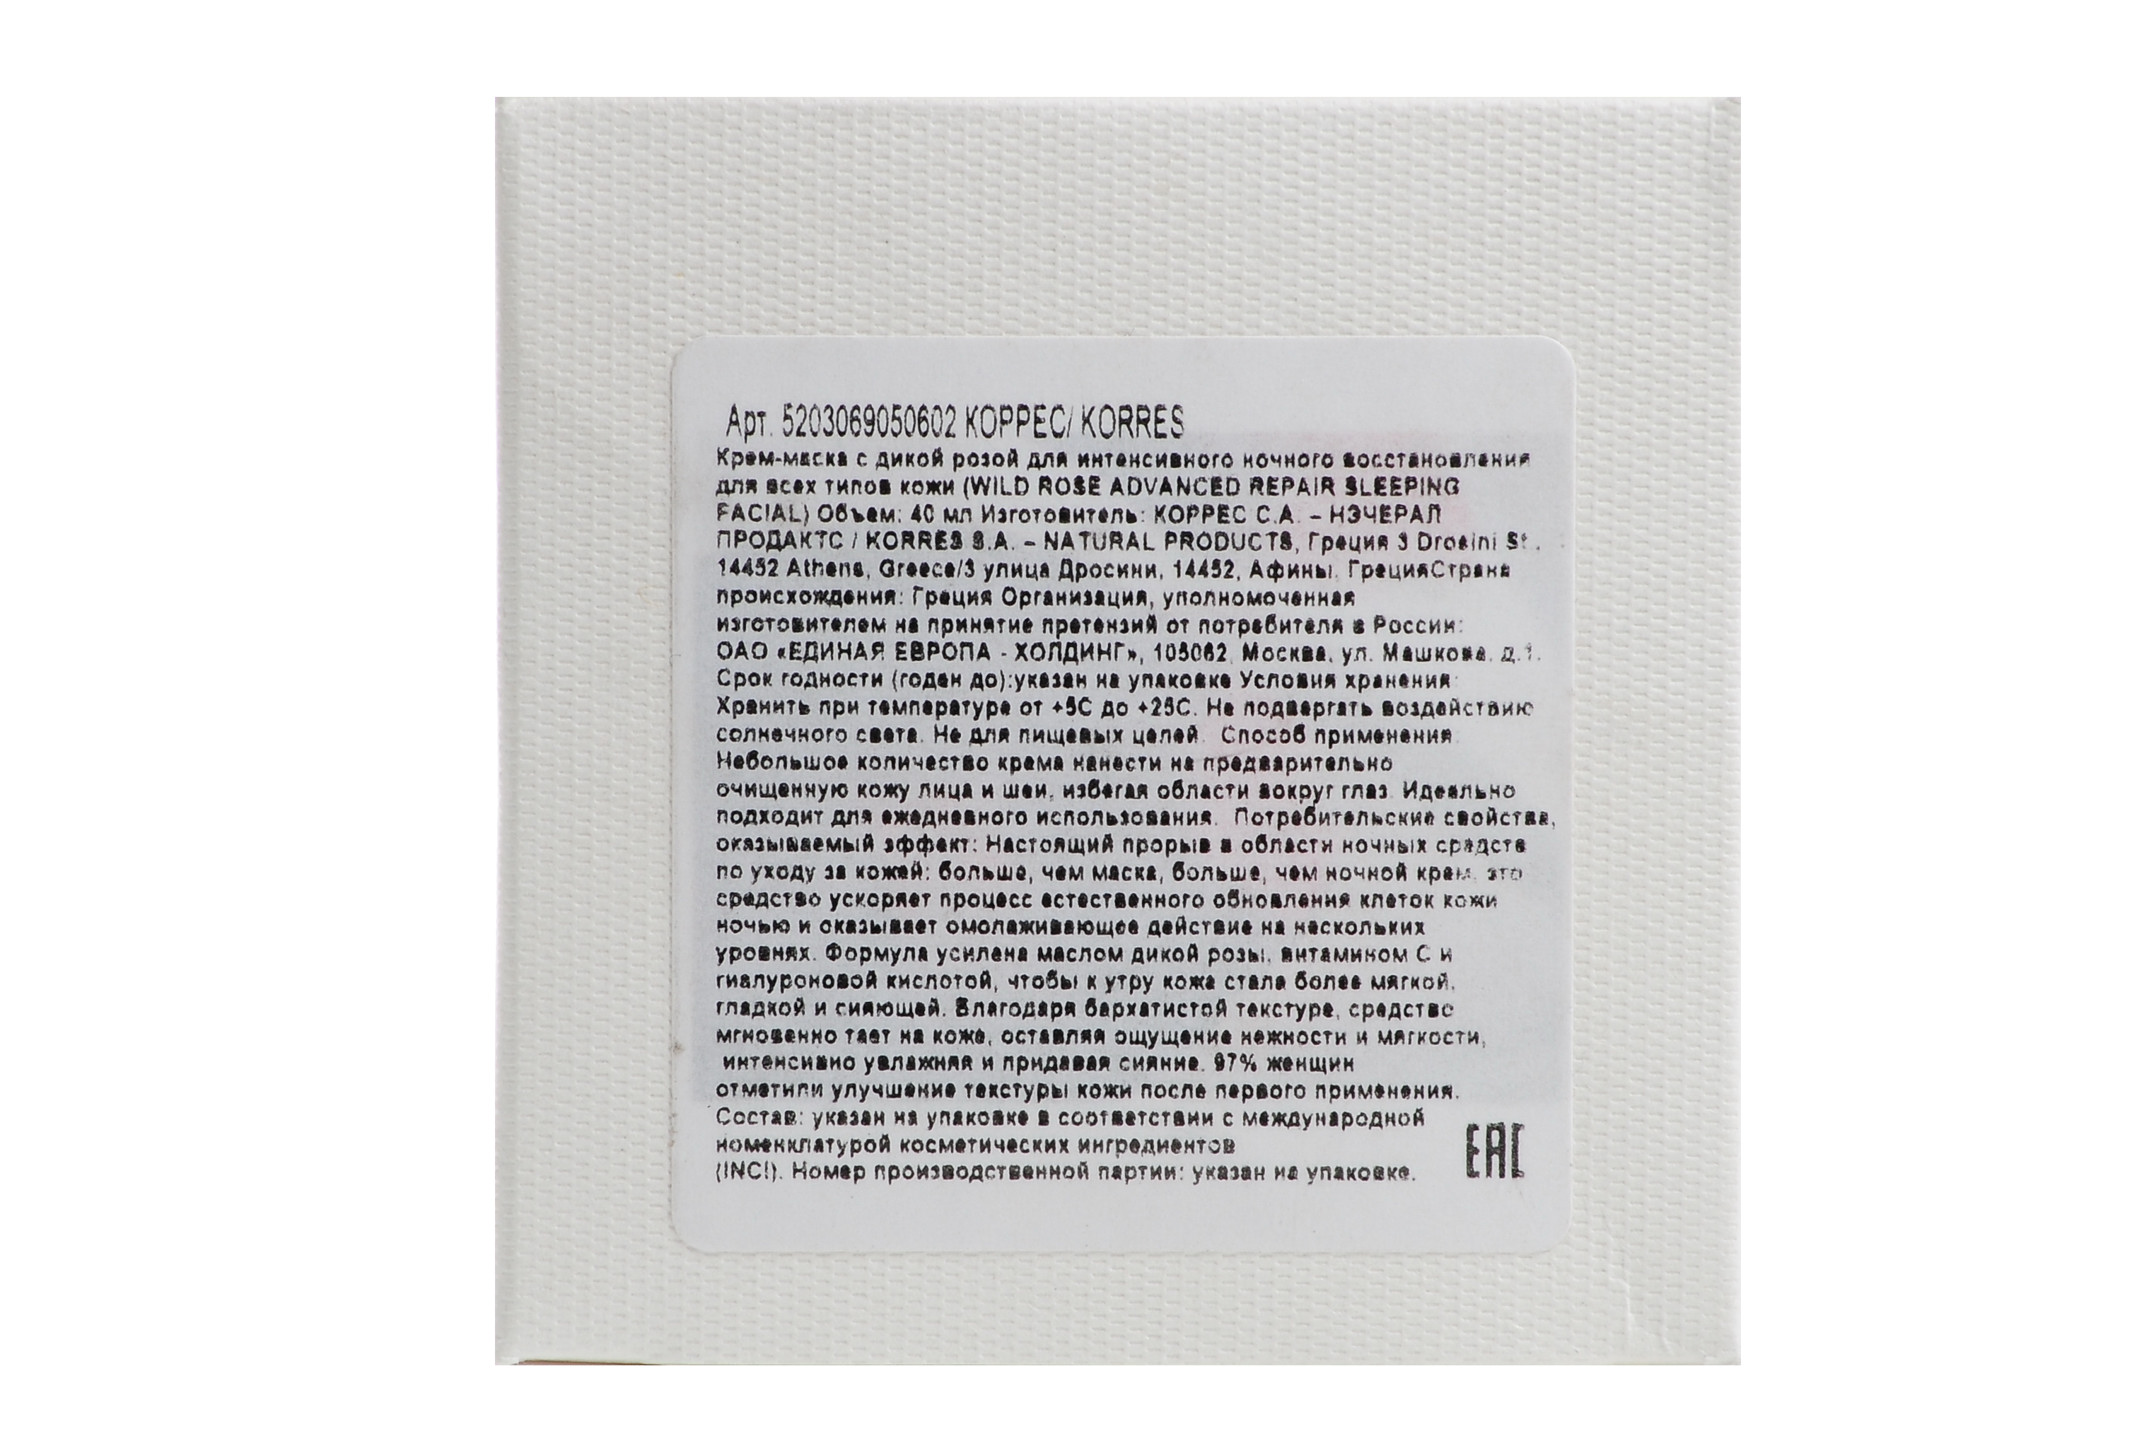 Арт. 5203069050602 КОРРЕС/ KORRES
Крем-маска с дикой розой для интенсивного ночного восстановления
для всех типов кожи (WILD ROSE ADVANCED REPAIR SLEEPING
FACIAL) Объем: 40 мл Изготовитель: КОРРЕС С.А. – НЭЧЕРАЛ
ПРОДАКТС / KORRES S.A. – NATURAL PRODUCTS, Греция 3 Drosini St.,
14452 Athens, Greece/3 улица Дросини, 14452, Афины, ГрецияСтрана
происхождения: Греция Организация, уполномоченная
изготовителем на принятие претензий от потребителя в России:
ОАО «ЕДИНАЯ ЕВРОПА - ХОЛДИНГ», 105062, Москва, ул. Машкова, д.1.
Срок годности (годен до):указан на упаковке Условия хранения:
Хранить при температуре от +5С до +25С. Не подвергать воздействию
солнечного света. Не для пищевых целей. Способ применения:
Небольшое количество крема нанести на предварительно
очищенную кожу лица и шеи, избегая области вокруг глаз. Идеально
подходит для ежедневного использования. Потребительские свойства,
оказываемый эффект: Настоящий прорыв в области ночных средств
по уходу за кожей: больше, чем маска, больше, чем ночной крем, это
средство ускоряет процесс естественного обновления клеток кожи
ночью и оказывает омолаживающее действие на нескольких
уровнях. Формула усилена маслом дикой розы, витамином С и
гиалуроновой кислотой, чтобы к утру кожа стала более мягкой,
гладкой и сияющей. Благодаря бархатистой текстуре, средство
мгновенно тает на коже, оставляя ощущение нежности и мягкости,
интенсивно увлажняя и придавая сияние. 97% женщин
отметили улучшение текстуры кожи после первого применения.
Состав: указан на упаковке в соответствии с международной
номенклатурой косметических ингредиентов
(INCI). Номер производственной партии: указан на упаковке.
EAC